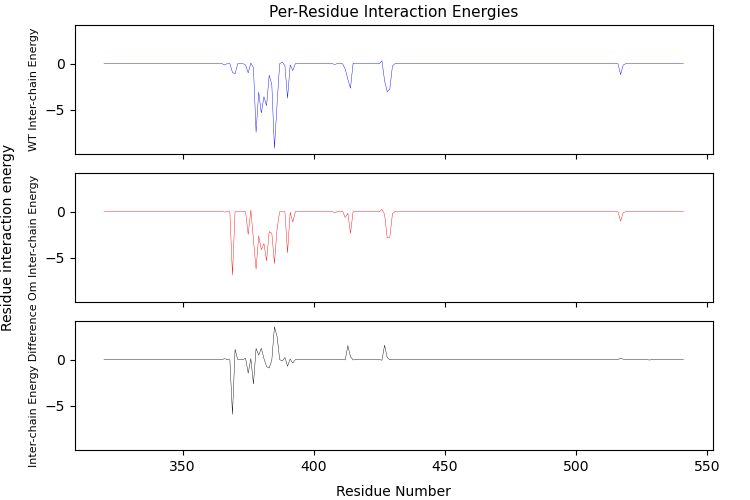 Per-Residue Interaction Energies
Residue interaction energy
WT Inter-chain Energy
0
−5
Om Inter-chain Energy
0
−5
Inter-chain Energy Difference
0
−5
350
400
450
500
550
Residue Number